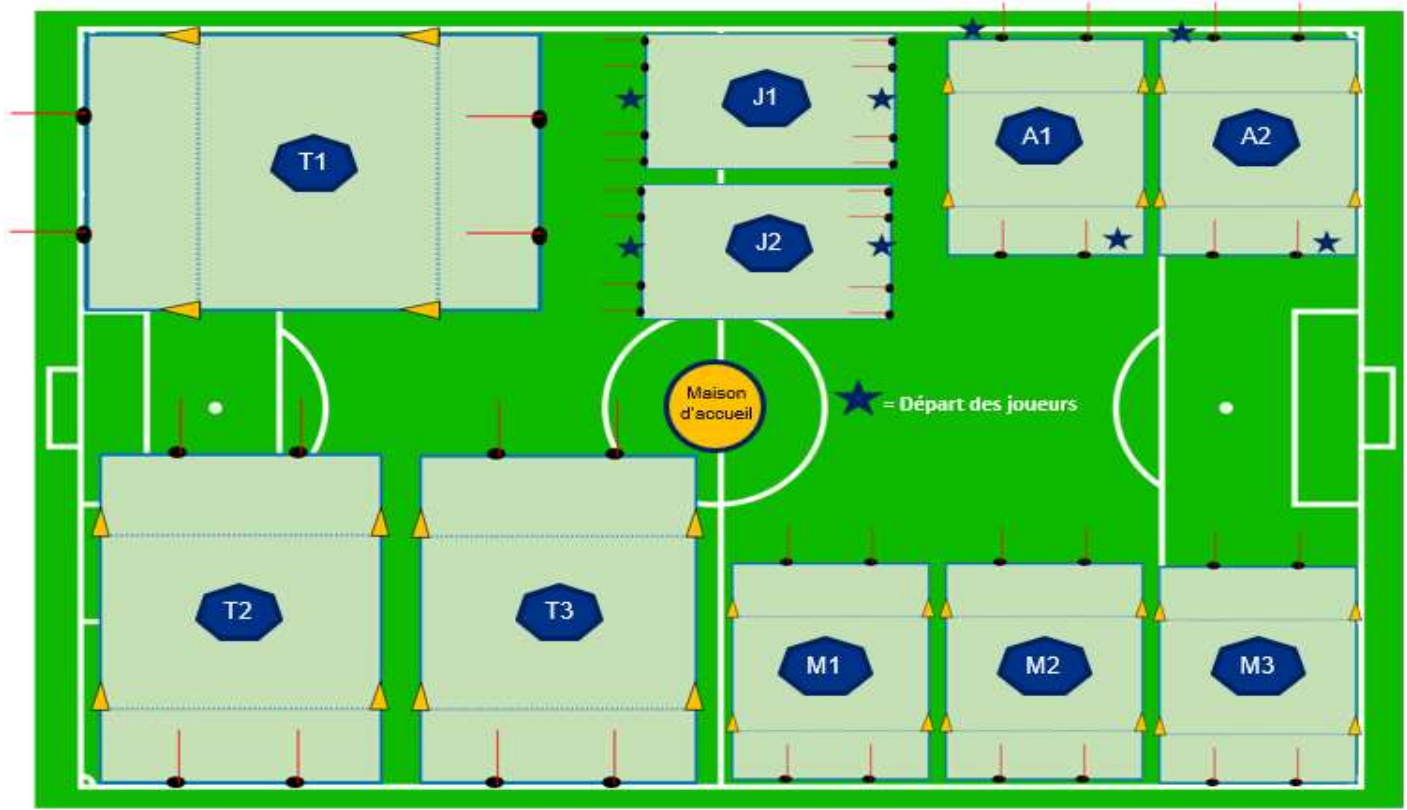 J1
A1
A2
T1
J2
Maison
d'accueil
= Départ des joueurs
T2
T3
M1
M2
M3